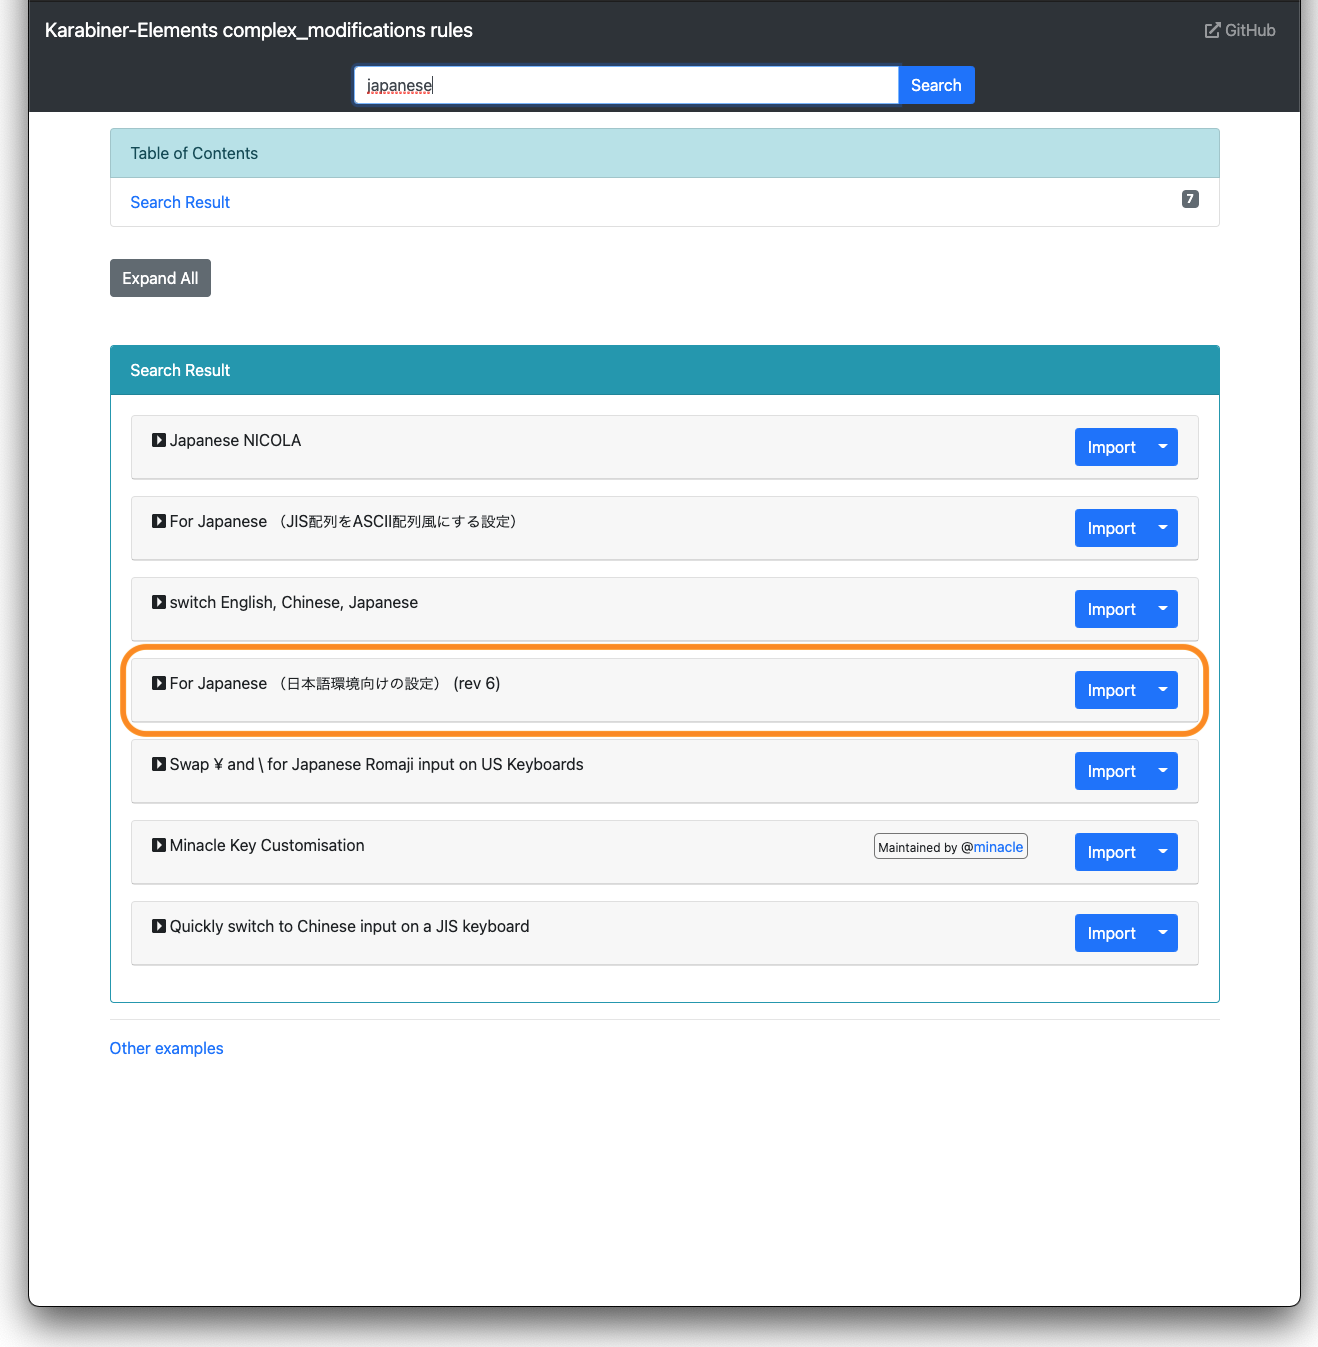 Karabiner-Elements complex_modifications rules
GitHub
japanese
Search
Table of Contents
Search Result
7
Expand All
Search Result
Japanese NICOLA
Import
For Japanese （JIS配列をASCII配列風にする設定）
Import
switch English, Chinese, Japanese
Import
For Japanese （日本語環境向けの設定） (rev 6)
Import
Swap ¥ and \ for Japanese Romaji input on US Keyboards
Import
Minacle Key Customisation
Maintained by @minacle
Import
Quickly switch to Chinese input on a JIS keyboard
Import
Other examples